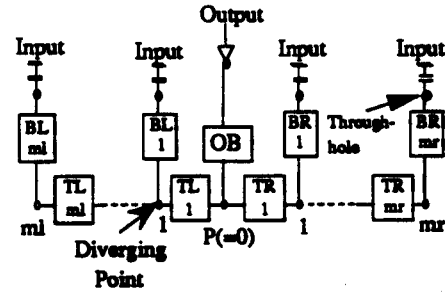 Output
Input
Input
Input
Input
BL
ml
BL
1
OB
BR
1
Through-
hole
BR
mr
TL
ml
TL
1
TR
1
TR
mr
ml
1
P(=0)
1
mr
Diverging
Point